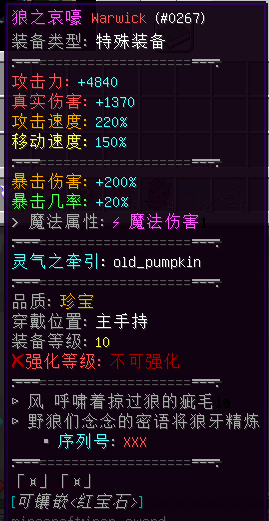 狼之哀嚎 Warwick (#0267)
装备类型: 特殊装备
攻击力: +4840
真实伤害: +1370
攻击速度: 220%
移动速度: 150%
暴击伤害: +200%
暴击几率: +20%
> 魔法属性: ⚡ 魔法伤害
灵气之牵引: old_pumpkin
品质: 珍宝
穿戴位置: 主手持
装备等级: 10
❌强化等级: 不可强化
▹ 风 呼啸着掠过狼的疵毛
▹ 野狼们念念的密语将狼牙精炼
▪ 序列号: XXX
「¤」「¤」
[可镶嵌<红宝石>]